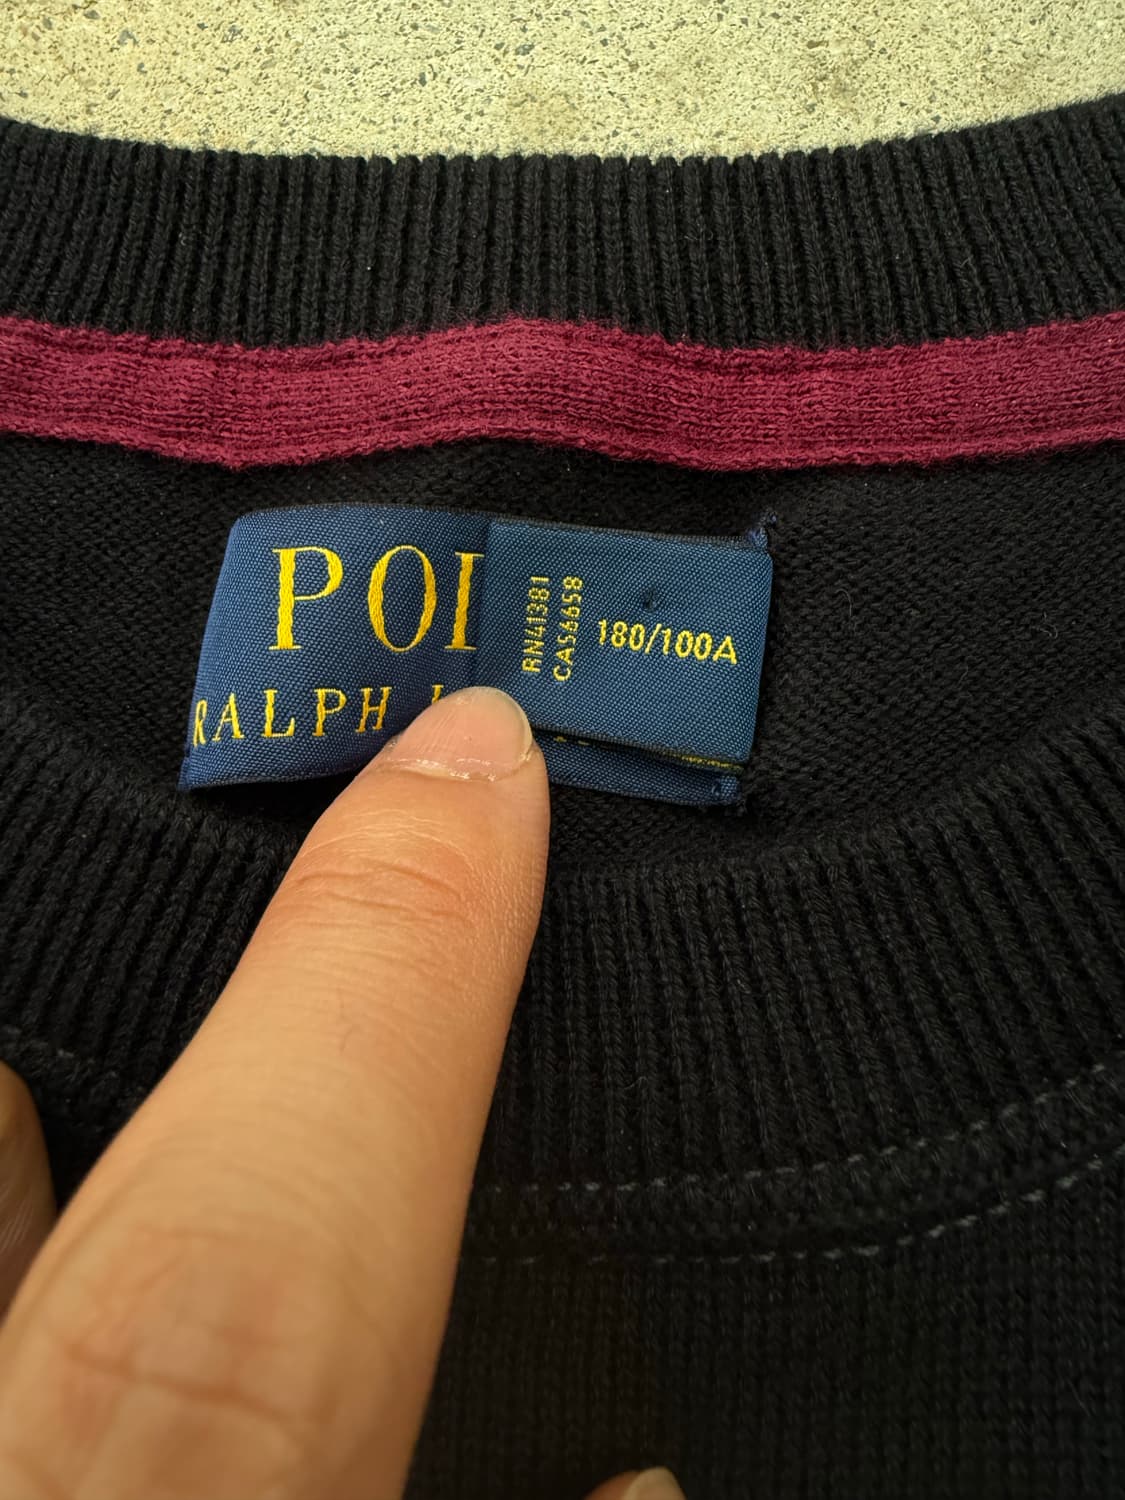 POL
RALPH L
RN41381
CA56658
180/100A